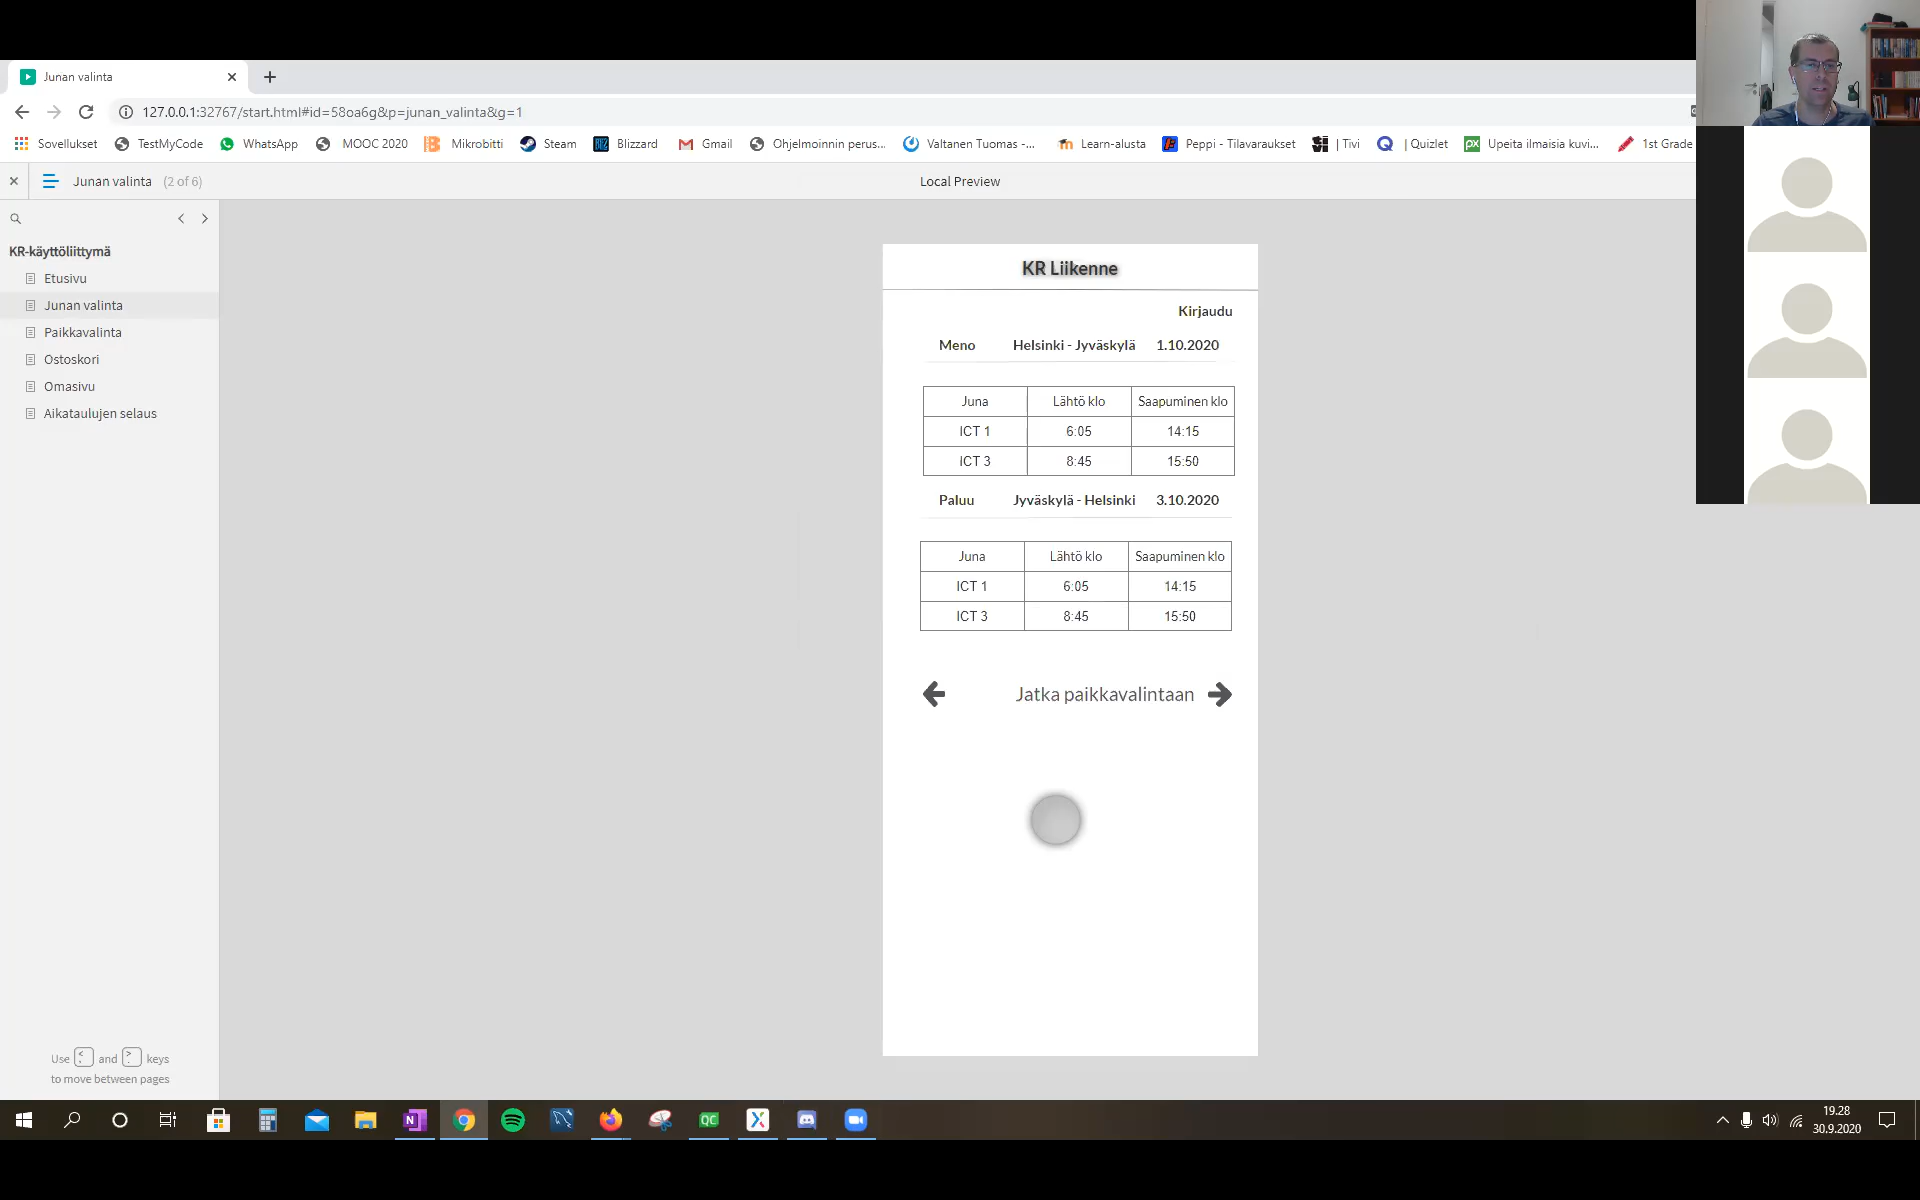 Junan valinta
127.0.0.1:32767/start.html#id=58oa6g&p=junan_valinta&g=1
Sovellukset TestMyCode WhatsApp MOOC 2020 Mikrobitti Steam Blizzard Gmail Ohjelmoinnin perus... Valtanen Tuomas -... Learn-alusta Peppi - Tilavaraukset | Tivi | Quizlet Upeita ilmaisia kuvi... 1st Grade
Junan valinta (2 of 6) Local Preview
KR-käyttöliittymä
Etusivu
Junan valinta
Paikkavalinta
Ostoskori
Omasivu
Aikataulujen selaus
Use < , and > . keys
to move between pages
KR Liikenne
Kirjaudu
Meno Helsinki - Jyväskylä 1.10.2020
Juna Lähtö klo Saapuminen klo
ICT 1 6:05 14:15
ICT 3 8:45 15:50
Paluu Jyväskylä - Helsinki 3.10.2020
Juna Lähtö klo Saapuminen klo
ICT 1 6:05 14:15
ICT 3 8:45 15:50
Jatka paikkavalintaan
19.28
30.9.2020